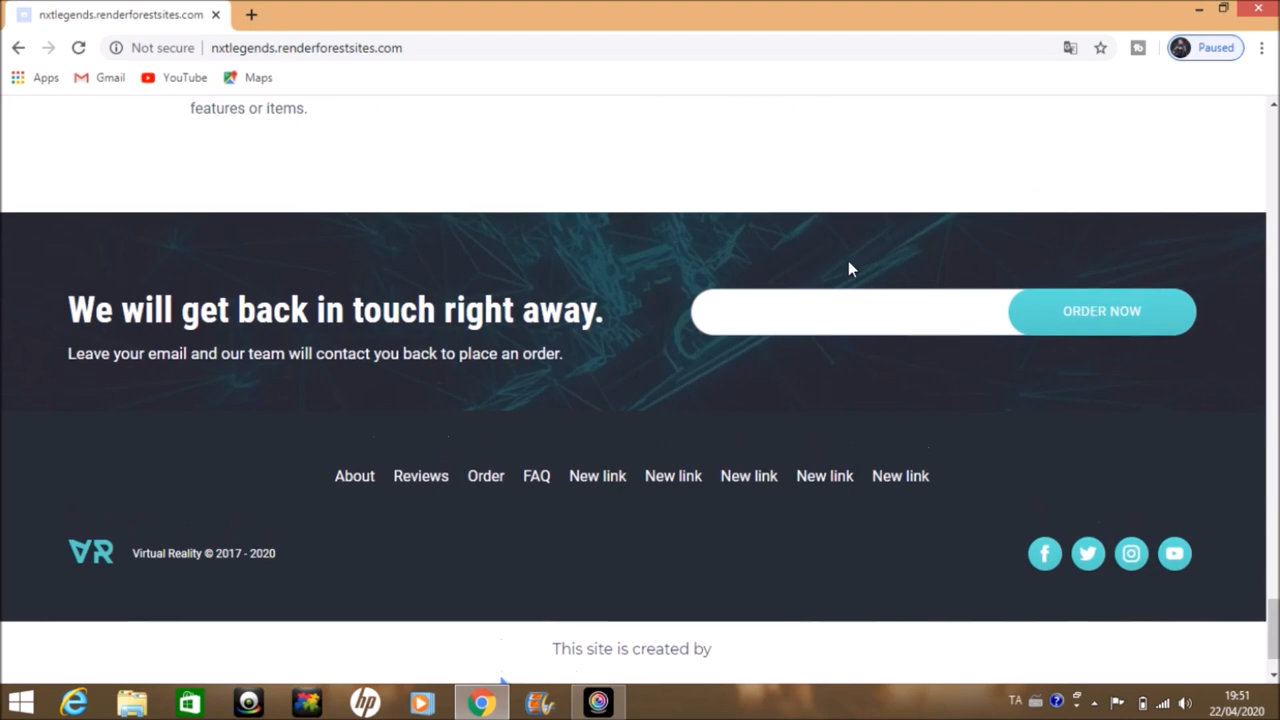 nxtlegends.renderforestsites.com
Not secure nxtlegends.renderforestsites.com Paused
Apps Gmail YouTube Maps
features or items.
We will get back in touch right away.
ORDER NOW
Leave your email and our team will contact you back to place an order.
About Reviews Order FAQ New link New link New link New link New link
VR Virtual Reality © 2017 - 2020
This site is created by
TA
19:51
22/04/2020